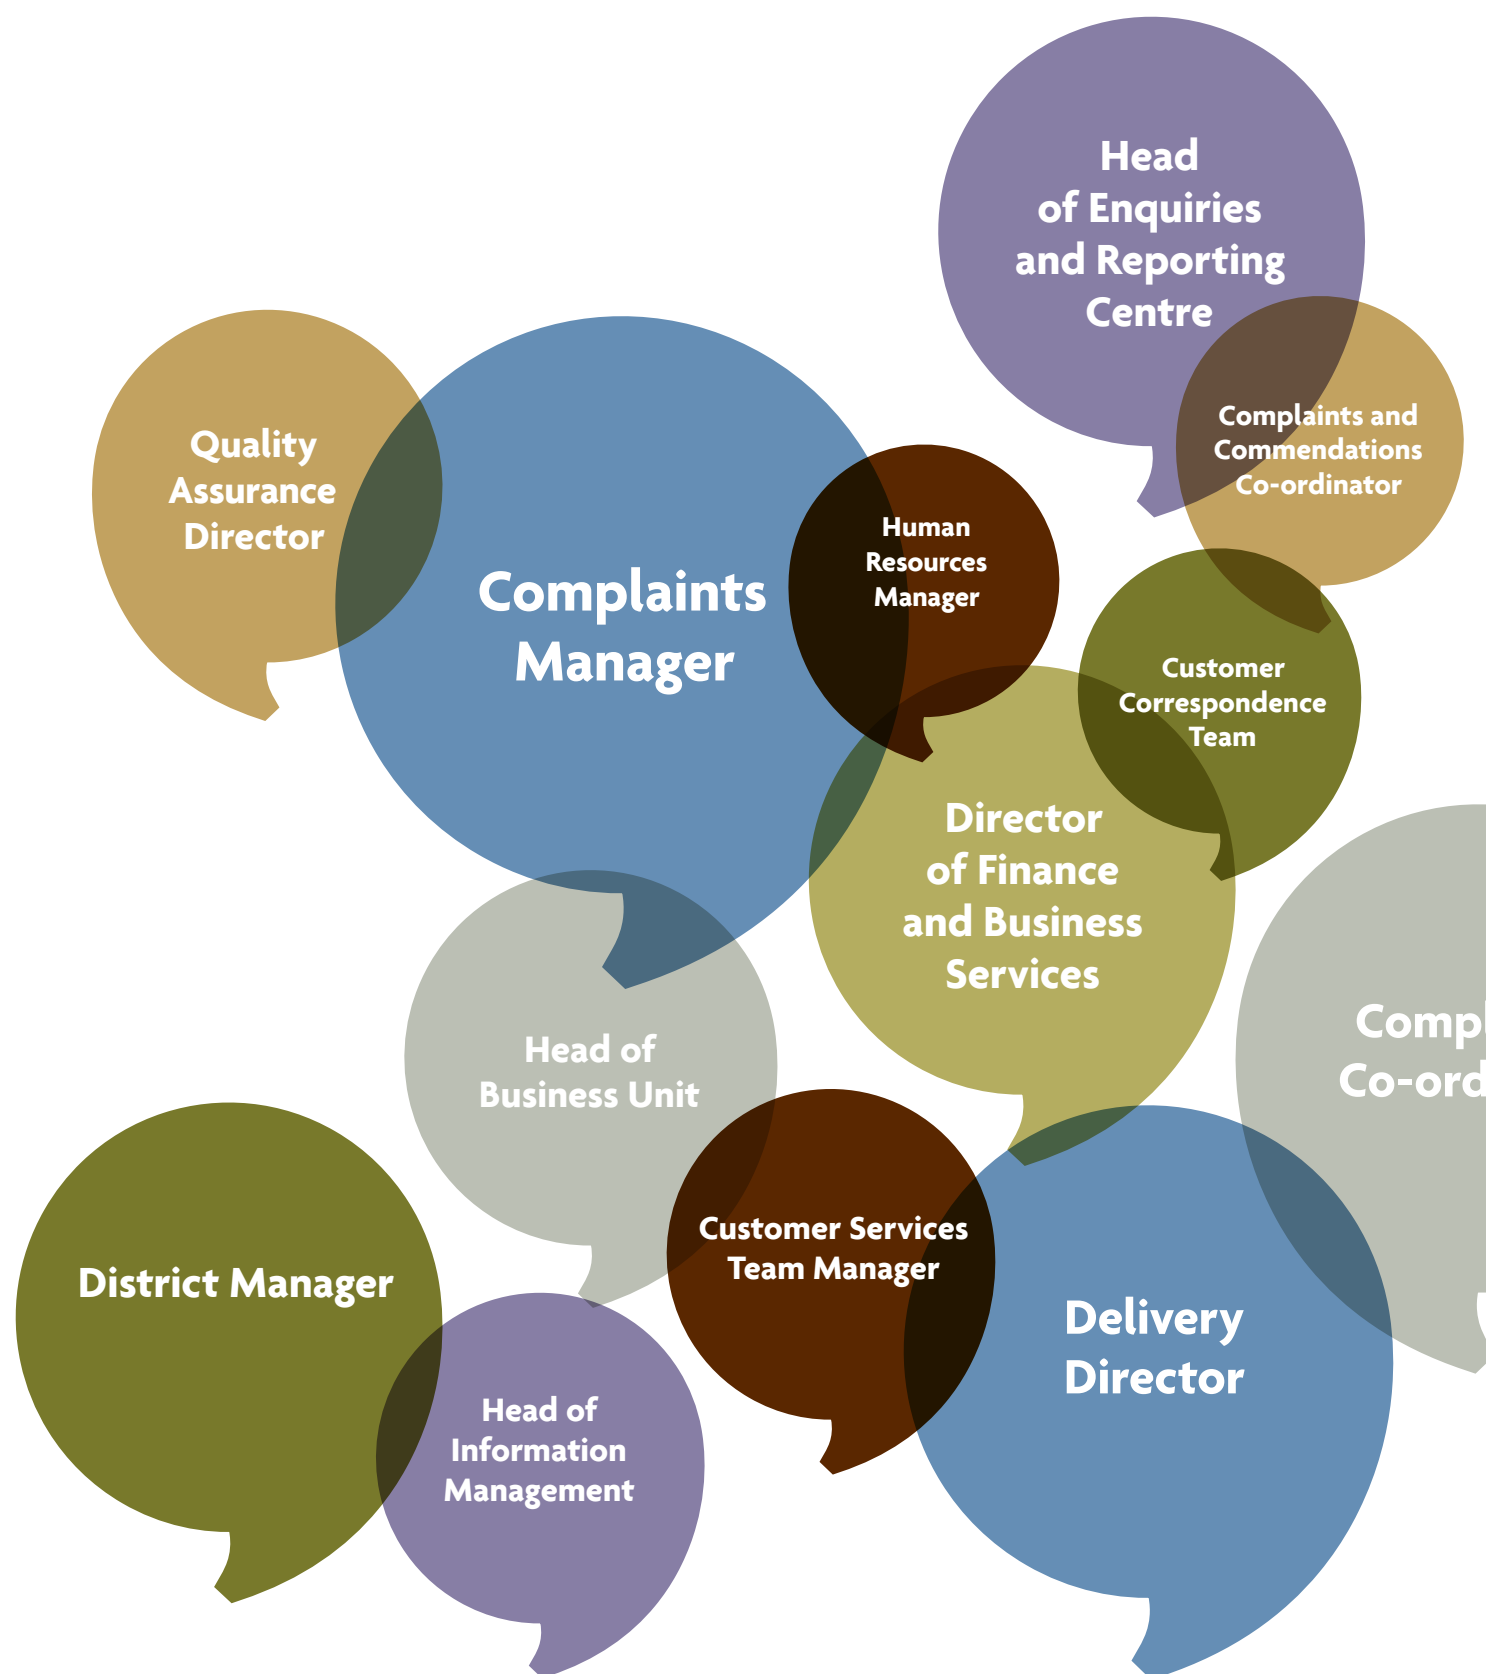 Head
of Enquiries
and Reporting
Centre
Complaints and
Commendations
Co-ordinator
Quality
Assurance
Director
Complaints
Manager
Human
Resources
Manager
Customer
Correspondence
Team
Director
of Finance
and Business
Services
Head of
Business Unit
Customer Services
Team Manager
District Manager
Delivery
Director
Head of
Information
Management